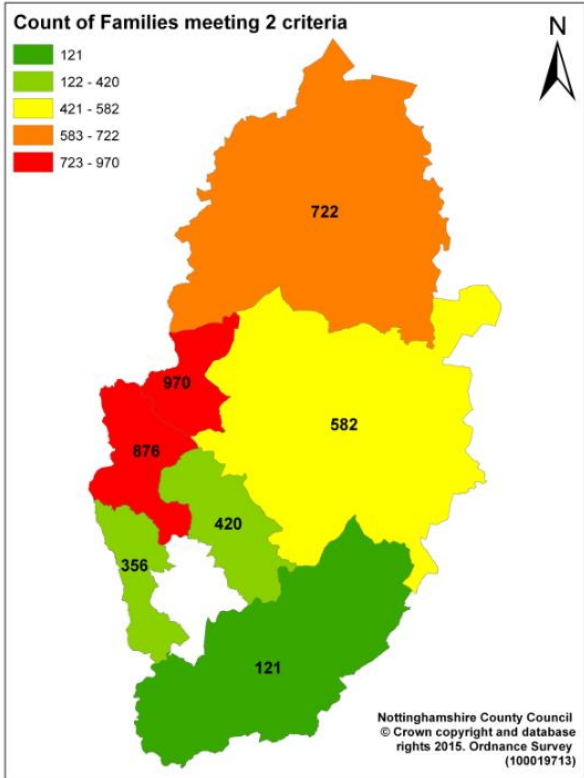 Count of Families meeting 2 criteria
N
121
122 - 420
421 - 582
583 - 722
723 - 970
722
970
582
876
420
356
121
Nottinghamshire County Council
© Crown copyright and database
rights 2015. Ordnance Survey
(100019713)